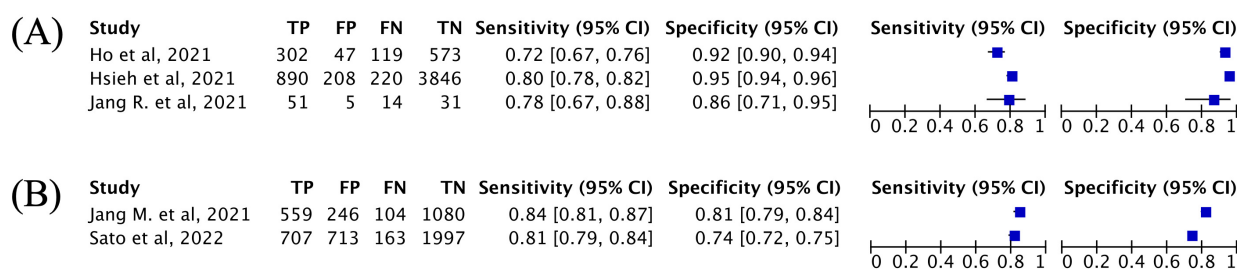 (A) Study TP FP FN TN Sensitivity (95% CI) Specificity (95% CI) Sensitivity (95% CI) Specificity (95% CI)
Ho et al, 2021 302 47 119 573 0.72 [0.67, 0.76] 0.92 [0.90, 0.94]
Hsieh et al, 2021 890 208 220 3846 0.80 [0.78, 0.82] 0.95 [0.94, 0.96]
Jang R. et al, 2021 51 5 14 31 0.78 [0.67, 0.88] 0.86 [0.71, 0.95]
0 0.2 0.4 0.6 0.8 1 0 0.2 0.4 0.6 0.8 1
(B) Study TP FP FN TN Sensitivity (95% CI) Specificity (95% CI) Sensitivity (95% CI) Specificity (95% CI)
Jang M. et al, 2021 559 246 104 1080 0.84 [0.81, 0.87] 0.81 [0.79, 0.84]
Sato et al, 2022 707 713 163 1997 0.81 [0.79, 0.84] 0.74 [0.72, 0.75]
0 0.2 0.4 0.6 0.8 1 0 0.2 0.4 0.6 0.8 1